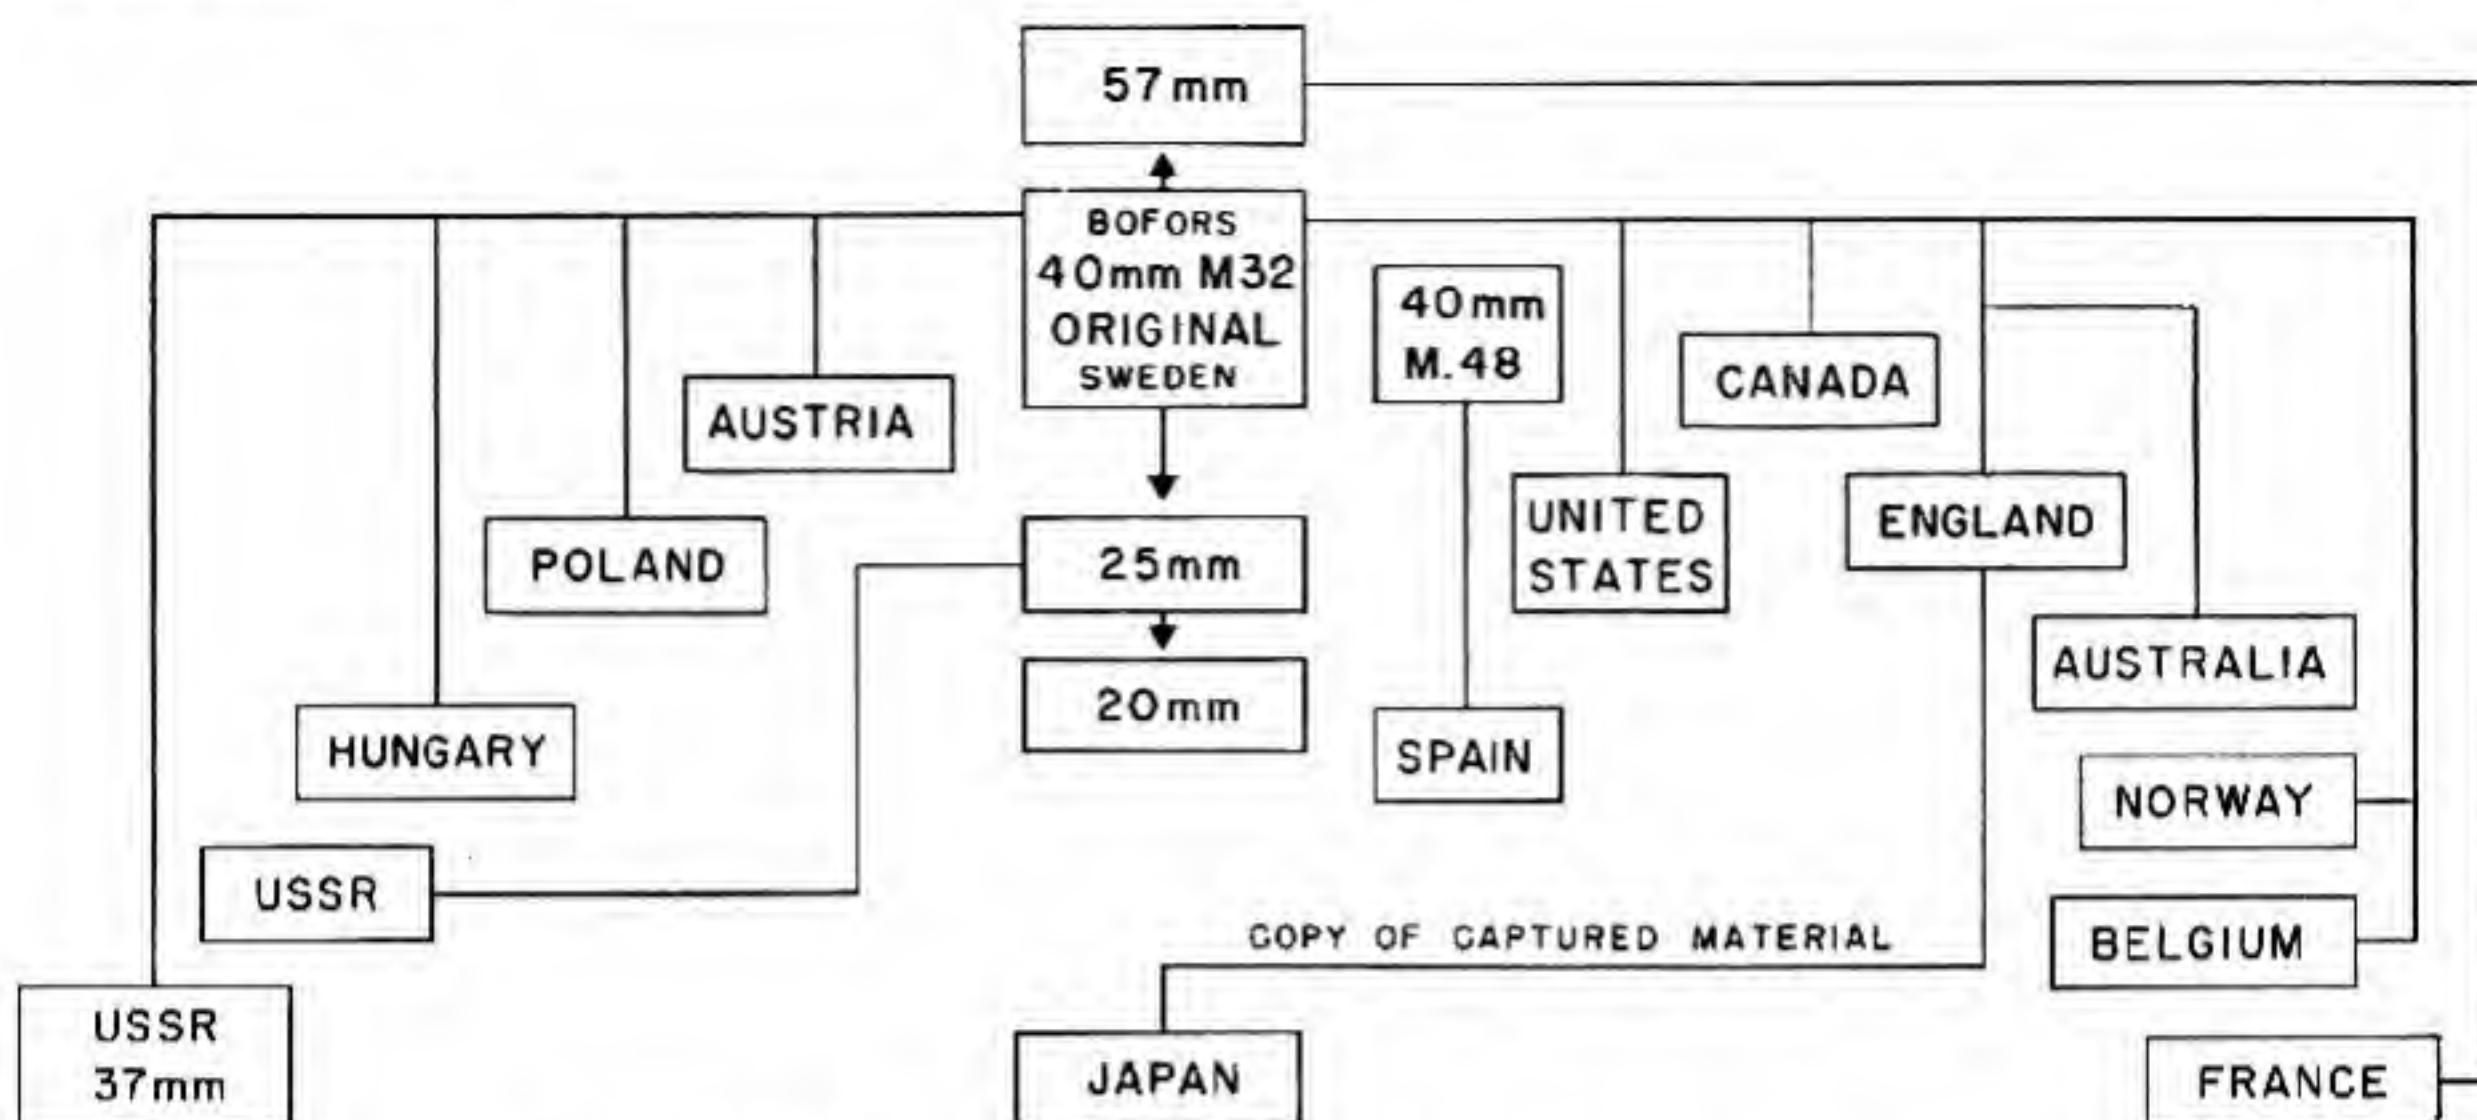 57mm
BOFORS
40mm M32
ORIGINAL
SWEDEN
40mm
M.48
CANADA
AUSTRIA
UNITED
STATES
ENGLAND
POLAND
25mm
AUSTRALIA
20mm
HUNGARY
SPAIN
NORWAY
USSR
COPY OF CAPTURED MATERIAL
BELGIUM
USSR
37mm
JAPAN
FRANCE